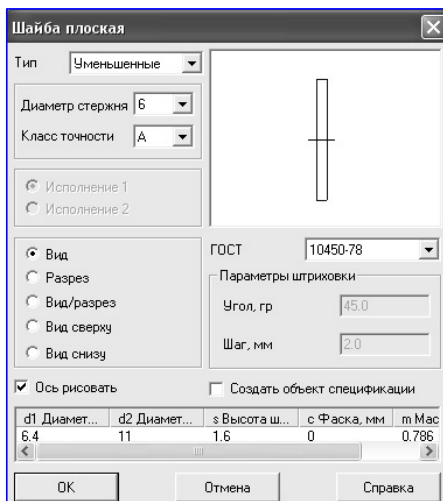 Шайба плоская
Тип Уменьшенные
Диаметр стержня 6
Класс точности A
Исполнение 1
Исполнение 2
Вид
Разрез
Вид/разрез
Вид сверху
Вид снизу
ГОСТ 10450-78
Параметры штриховки
Угол, гр 45.0
Шаг, мм 2.0
Ось рисовать
Создать объект спецификации
d1 Диамет... d2 Диамет... s Высота ш... c Фаска, мм m Мас
6.4 11 1.6 0 0.786
OK Отмена Справка